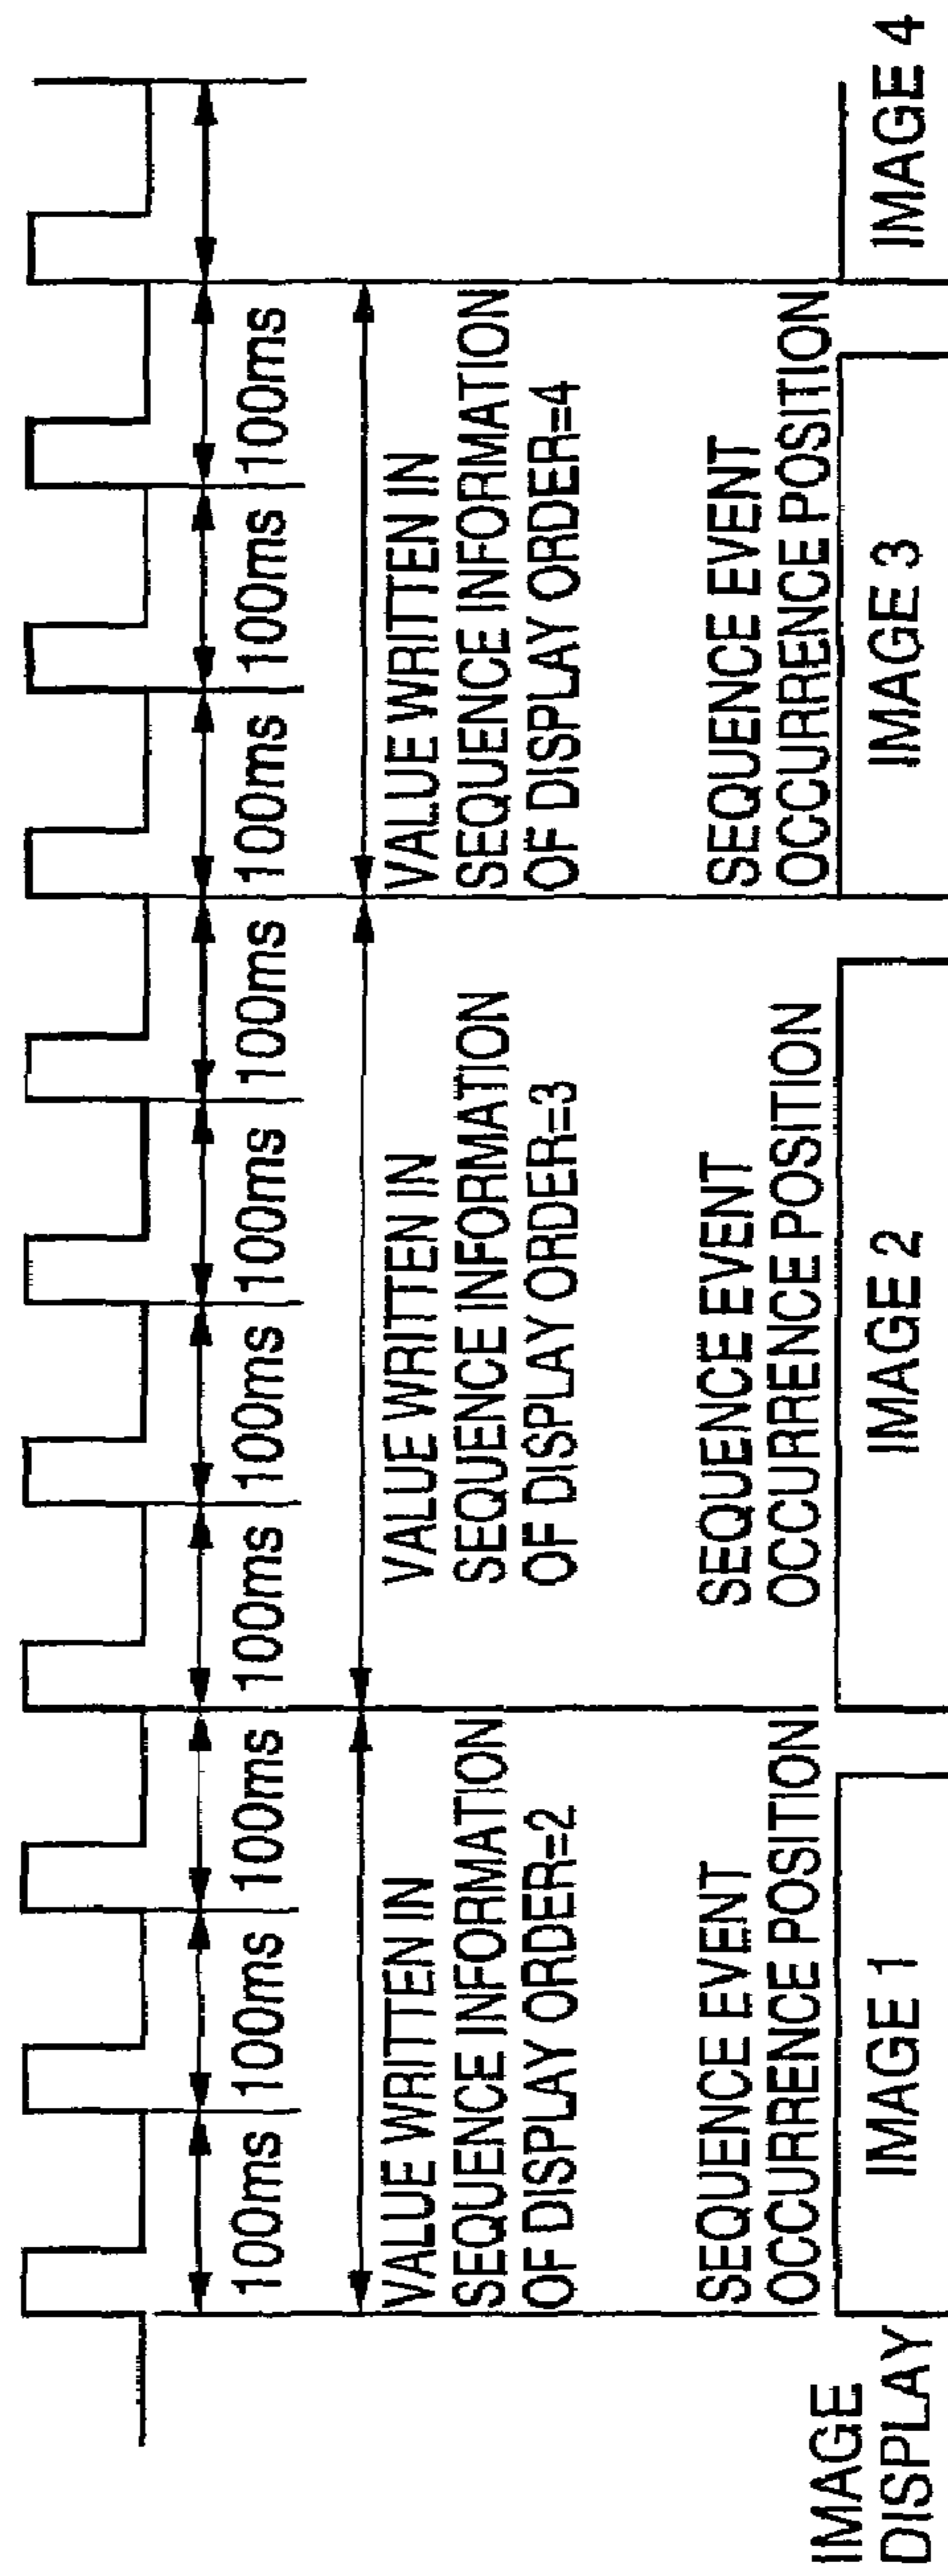 100ms 100ms 100ms 100ms 100ms 100ms 100ms 100ms 100ms 100ms
VALUE WRITTEN IN
SEQUENCE INFORMATION
OF DISPLAY ORDER=2
VALUE WRITTEN IN
SEQUENCE INFORMATION
OF DISPLAY ORDER=3
VALUE WRITTEN IN
SEQUENCE INFORMATION
OF DISPLAY ORDER=4
SEQUENCE EVENT
OCCURRENCE POSITION
SEQUENCE EVENT
OCCURRENCE POSITION
SEQUENCE EVENT
OCCURRENCE POSITION
IMAGE
DISPLAY
IMAGE 1
IMAGE 2
IMAGE 3
IMAGE 4